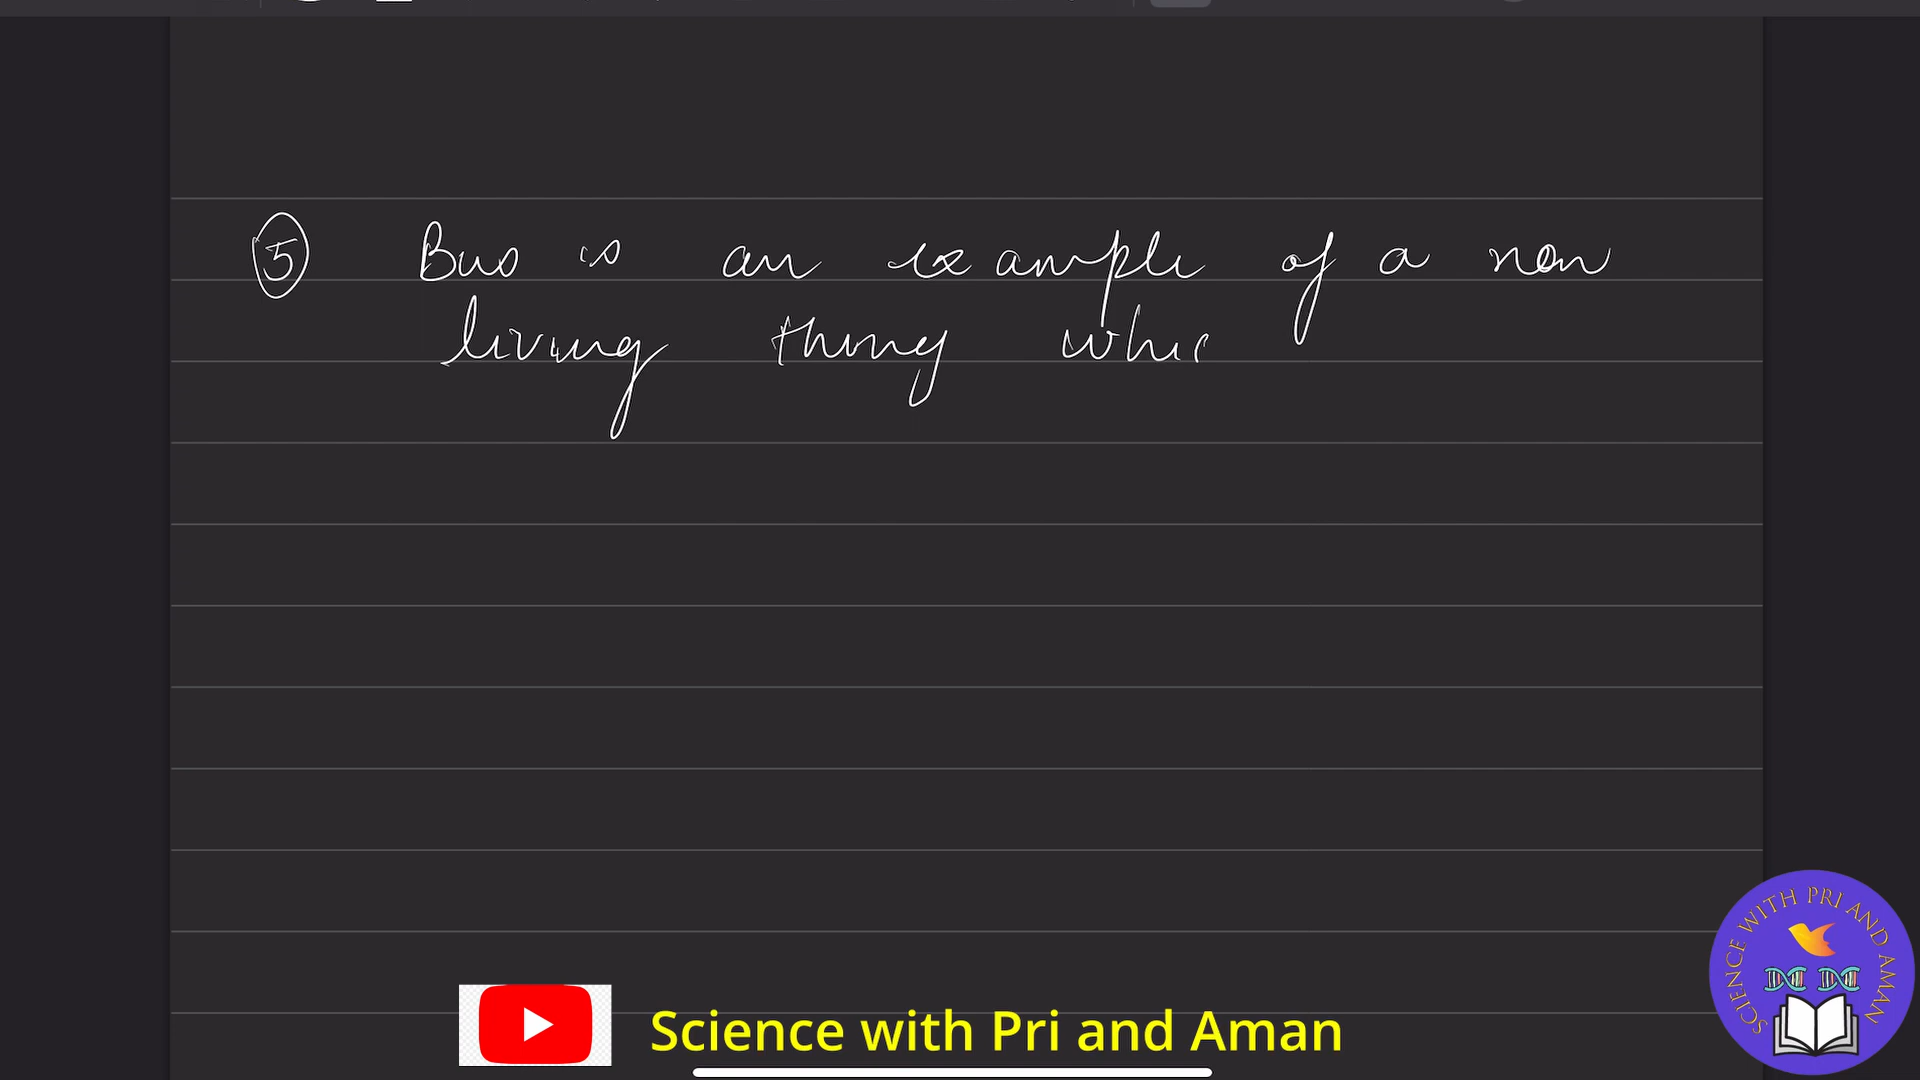 5 Bus is an example of a non
living thing whic
Science with Pri and Aman
SCIENCE WITH PRI AND AMAN